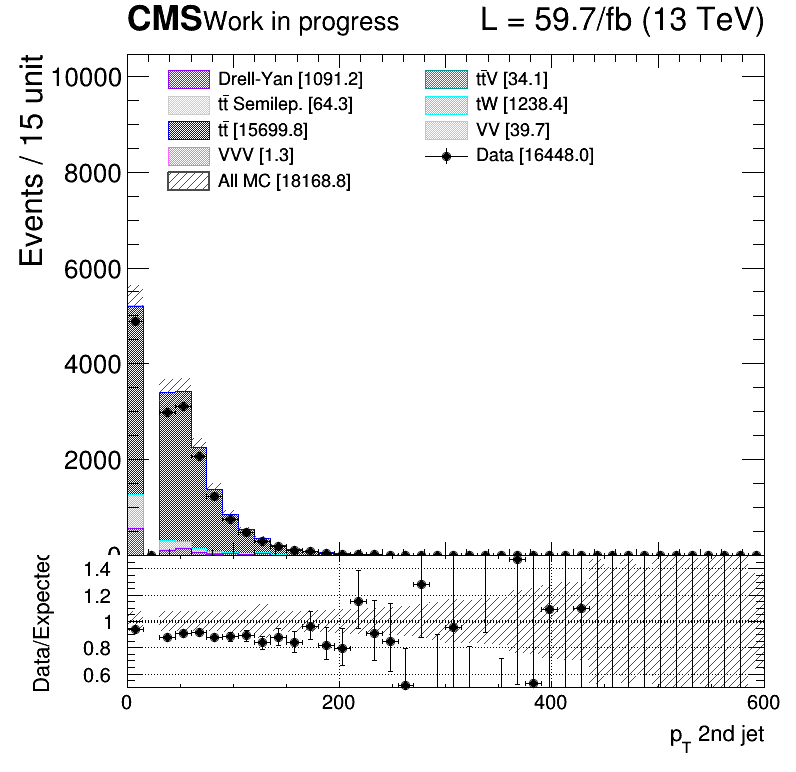 CMS Work in progress L = 59.7/fb (13 TeV)
Events / 15 unit
10000
8000
6000
4000
2000
0
Drell-Yan [1091.2]
tt̄ Semilep. [64.3]
tt̄ [15699.8]
VVV [1.3]
All MC [18168.8]
tt̄V [34.1]
tW [1238.4]
VV [39.7]
Data [16448.0]
Data/Expected
1.4
1.2
1
0.8
0.6
0 200 400 600
p_T 2nd jet